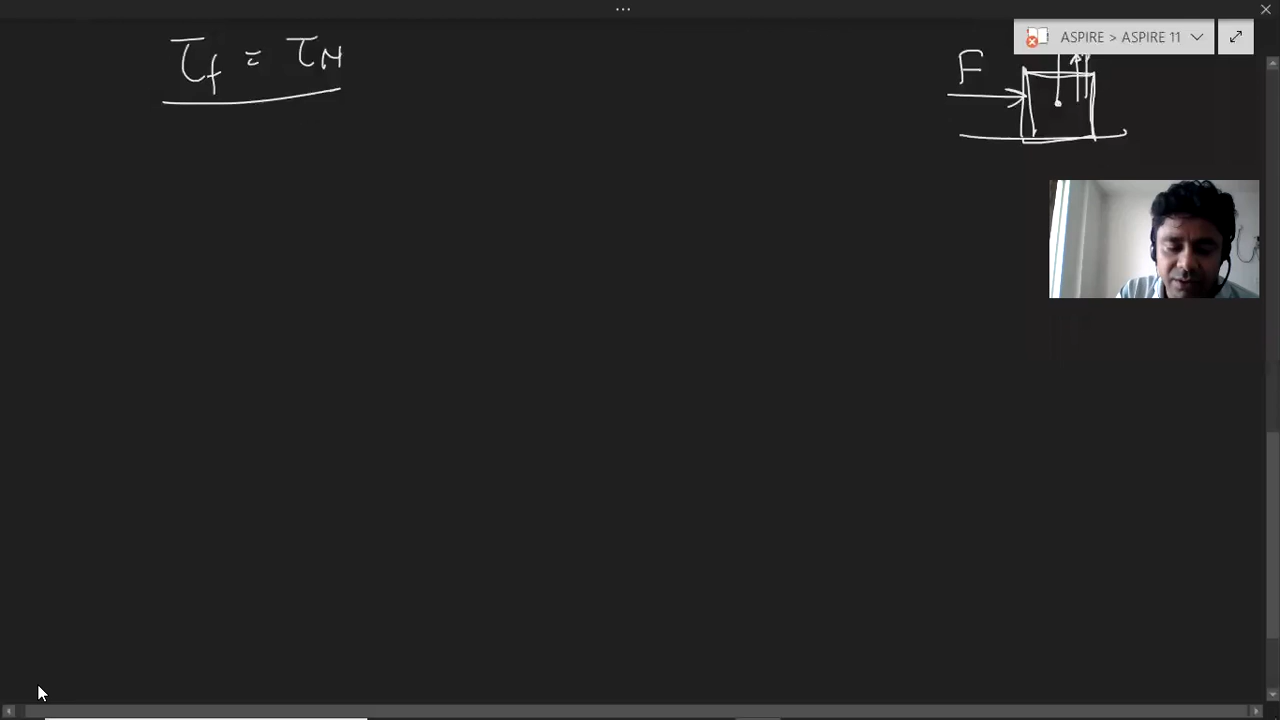 τf = τN
ASPIRE > ASPIRE 11
F